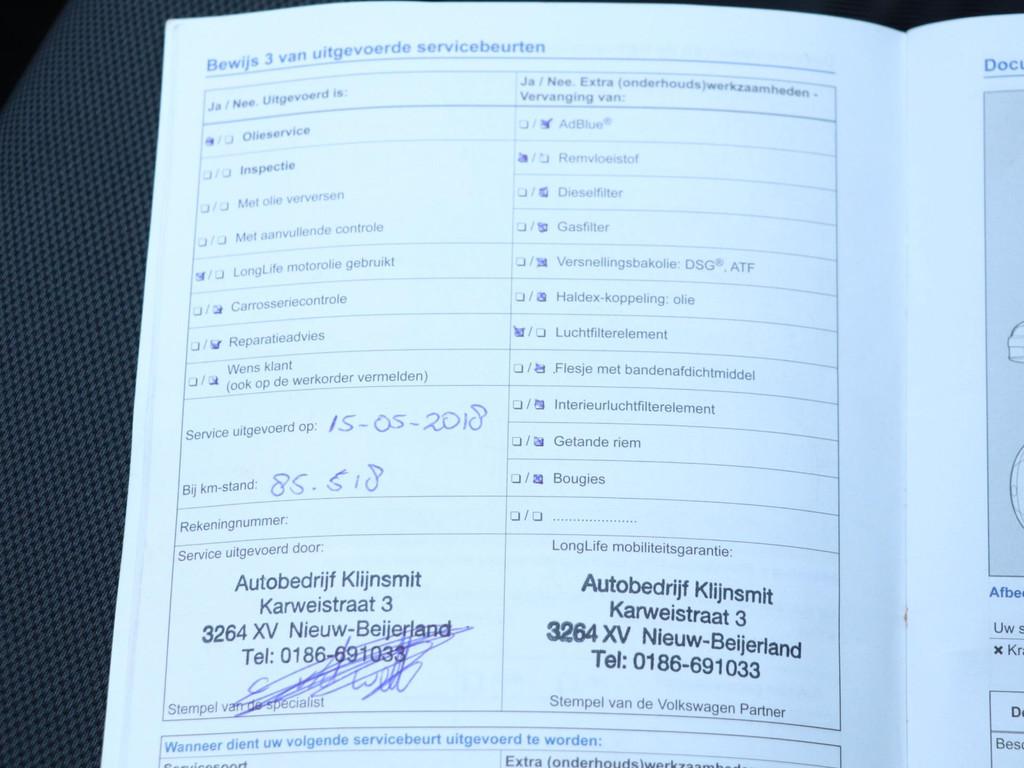 Bewijs 3 van uitgevoerde servicebeurten
Ja / Nee. Uitgevoerd is:
Olieservice
Inspectie
Met olie verversen
Met aanvullende controle
LongLife motorolie gebruikt
Carrosseriecontrole
Reparatieadvies
Wens klant
(ook op de werkorder vermelden)
Service uitgevoerd op: 15-05-2018
Bij km-stand: 85.518
Rekeningnummer:
Service uitgevoerd door:
Autobedrijf Klijnsmit
Karweistraat 3
3264 XV Nieuw-Beijerland
Tel: 0186-691033
Stempel van de specialist
Ja / Nee. Extra (onderhouds)werkzaamheden -
Vervanging van:
AdBlue®
Remvloeistof
Dieselfilter
Gasfilter
Versnellingsbakolie: DSG®, ATF
Haldex-koppeling: olie
Luchtfilterelement
Flesje met bandenafdichtmiddel
Interieurluchtfilterelement
Getande riem
Bougies
.....................
LongLife mobiliteitsgarantie:
Autobedrijf Klijnsmit
Karweistraat 3
3264 XV Nieuw-Beijerland
Tel: 0186-691033
Stempel van de Volkswagen Partner
Wanneer dient uw volgende servicebeurt uitgevoerd te worden:
Servicesoort
Extra (onderhouds)werkzaamhed
Docu
Afbee
Uw s
× Kra
De
Besc